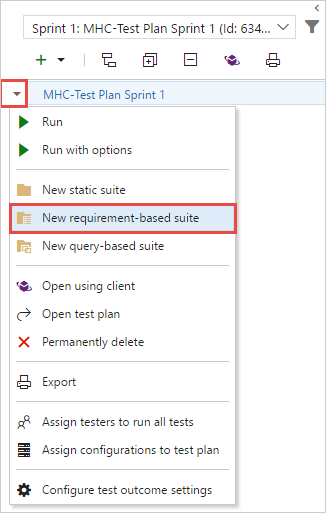 Sprint 1: MHC-Test Plan Sprint 1 (Id: 634...
MHC-Test Plan Sprint 1
Run
Run with options
New static suite
New requirement-based suite
New query-based suite
Open using client
Open test plan
Permanently delete
Export
Assign testers to run all tests
Assign configurations to test plan
Configure test outcome settings